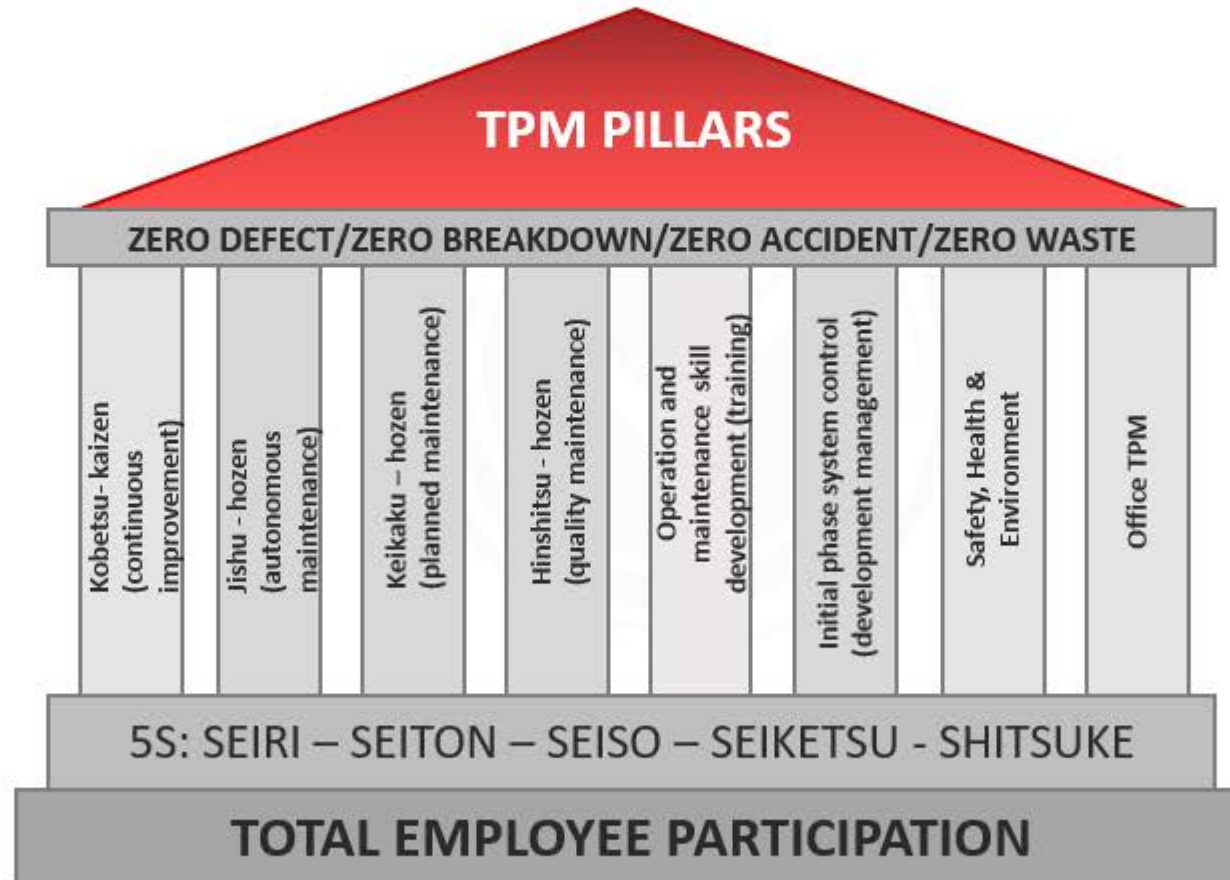 TPM PILLARS
ZERO DEFECT/ZERO BREAKDOWN/ZERO ACCIDENT/ZERO WASTE
Kobetsu- kaizen
(continuous
improvement)
Jishu - hozen
(autonomous
maintenance)
Keikaku – hozen
(planned maintenance)
Hinshitsu - hozen
(quality maintenance)
Operation and
maintenance skill
development (training)
Initial phase system control
(development management)
Safety, Health &
Environment
Office TPM
5S: SEIRI – SEITON – SEISO – SEIKETSU - SHITSUKE
TOTAL EMPLOYEE PARTICIPATION